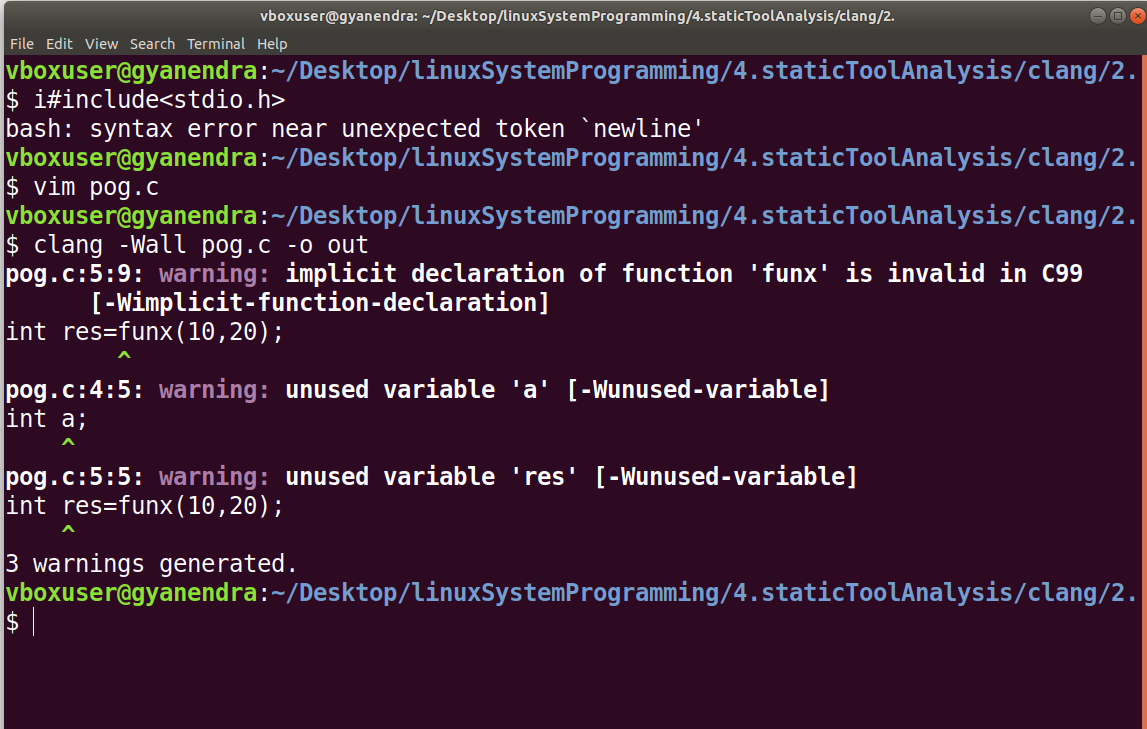 vboxuser@gyanendra: ~/Desktop/linuxSystemProgramming/4.staticToolAnalysis/clang/2.
File Edit View Search Terminal Help
vboxuser@gyanendra:~/Desktop/linuxSystemProgramming/4.staticToolAnalysis/clang/2.
$ i#include<stdio.h>
bash: syntax error near unexpected token `newline'
vboxuser@gyanendra:~/Desktop/linuxSystemProgramming/4.staticToolAnalysis/clang/2.
$ vim pog.c
vboxuser@gyanendra:~/Desktop/linuxSystemProgramming/4.staticToolAnalysis/clang/2.
$ clang -Wall pog.c -o out
pog.c:5:9: warning: implicit declaration of function 'funx' is invalid in C99
      [-Wimplicit-function-declaration]
int res=funx(10,20);
        ^
pog.c:4:5: warning: unused variable 'a' [-Wunused-variable]
int a;
    ^
pog.c:5:5: warning: unused variable 'res' [-Wunused-variable]
int res=funx(10,20);
    ^
3 warnings generated.
vboxuser@gyanendra:~/Desktop/linuxSystemProgramming/4.staticToolAnalysis/clang/2.
$